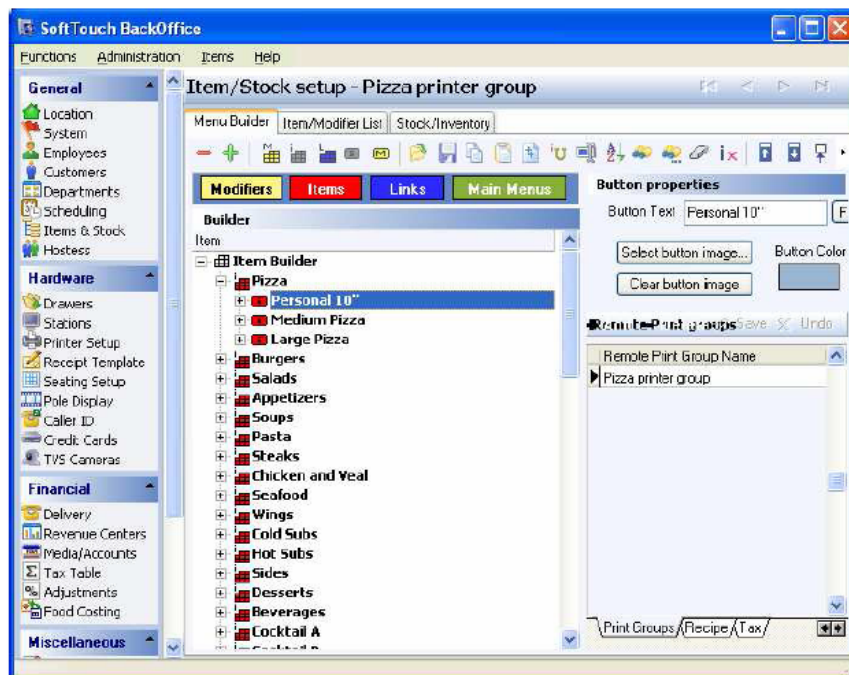 SoftTouch BackOffice
Functions Administration Items Help
General
Location
System
Employees
Customers
Departments
Scheduling
Items & Stock
Hostess
Hardware
Drawers
Stations
Printer Setup
Receipt Template
Seating Setup
Pole Display
Caller ID
Credit Cards
TVS Cameras
Financial
Delivery
Revenue Centers
Media/Accounts
Tax Table
Adjustments
Food Costing
Miscellaneous
Item/Stock setup - Pizza printer group
Menu Builder Item/Modifier List Stock/Inventory
Modifiers Items Links Main Menus
Builder
Item
Item Builder
Pizza
Personal 10"
Medium Pizza
Large Pizza
Burgers
Salads
Appetizers
Soups
Pasta
Steaks
Chicken and Veal
Seafood
Wings
Cold Subs
Hot Subs
Sides
Desserts
Beverages
Cocktail A
Button properties
Button Text Personal 10" F
Select button image... Button Color
Clear button image
Remote Print groups Save Undo
Remote Print Group Name
Pizza printer group
Print Groups Recipe Tax